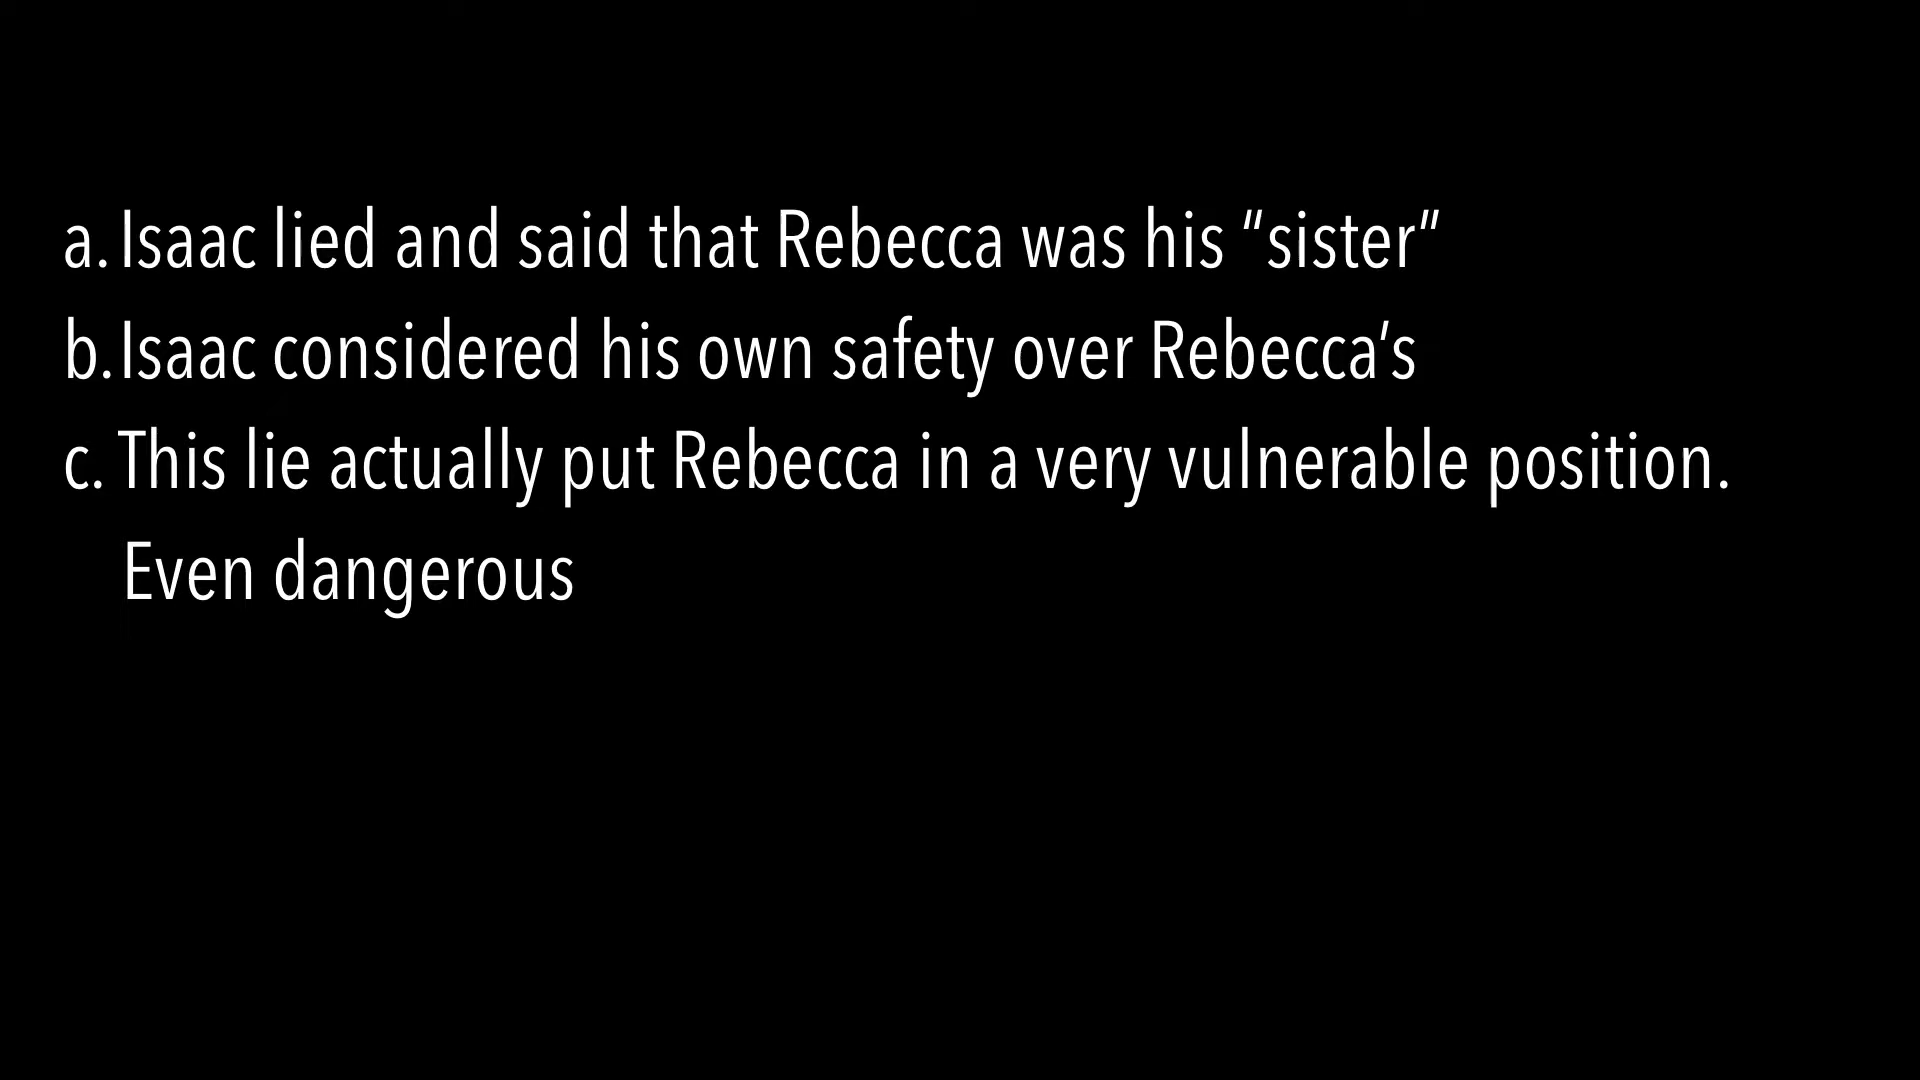 a. Isaac lied and said that Rebecca was his “sister”
b. Isaac considered his own safety over Rebecca’s
c. This lie actually put Rebecca in a very vulnerable position.
Even dangerous